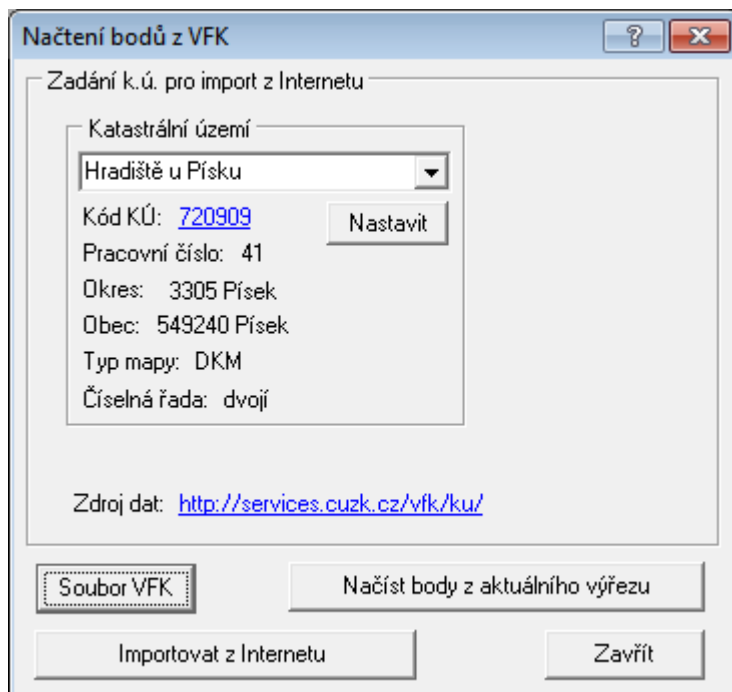 Načtení bodů z VFK
Zadání k.ú. pro import z Internetu
Katastrální území
Hradiště u Písku
Kód KÚ: 720909
Nastavit
Pracovní číslo: 41
Okres: 3305 Písek
Obec: 549240 Písek
Typ mapy: DKM
Číselná řada: dvojí
Zdroj dat: http://services.cuzk.cz/vfk/ku/
Soubor VFK
Načíst body z aktuálního výřezu
Importovat z Internetu
Zavřít